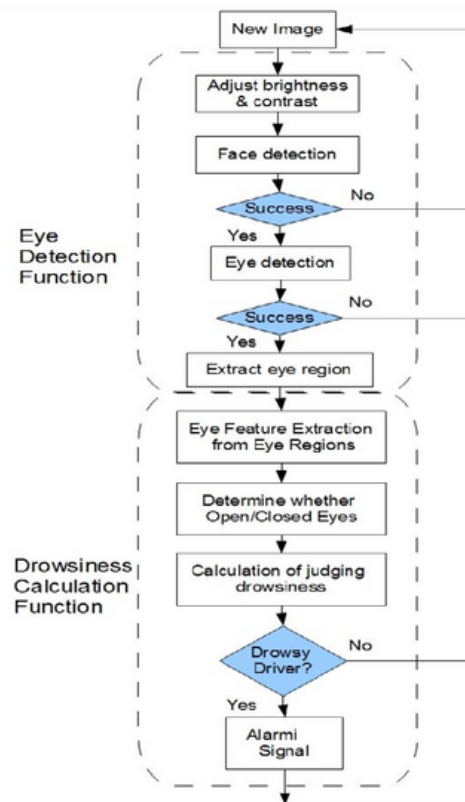 New Image
Adjust brightness
& contrast
Face detection
Success
No
Yes
Eye
Detection
Function
Eye detection
Success
No
Yes
Extract eye region
Eye Feature Extraction
from Eye Regions
Determine whether
Open/Closed Eyes
Drowsiness
Calculation
Function
Calculation of judging
drowsiness
Drowsy
Driver?
No
Yes
Alarmi
Signal